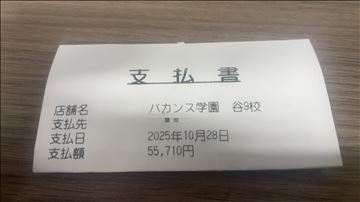 支払書
店舗名 バカンス学園 谷9校
支払先
支払日 2025年10月28日
支払額 55,710円